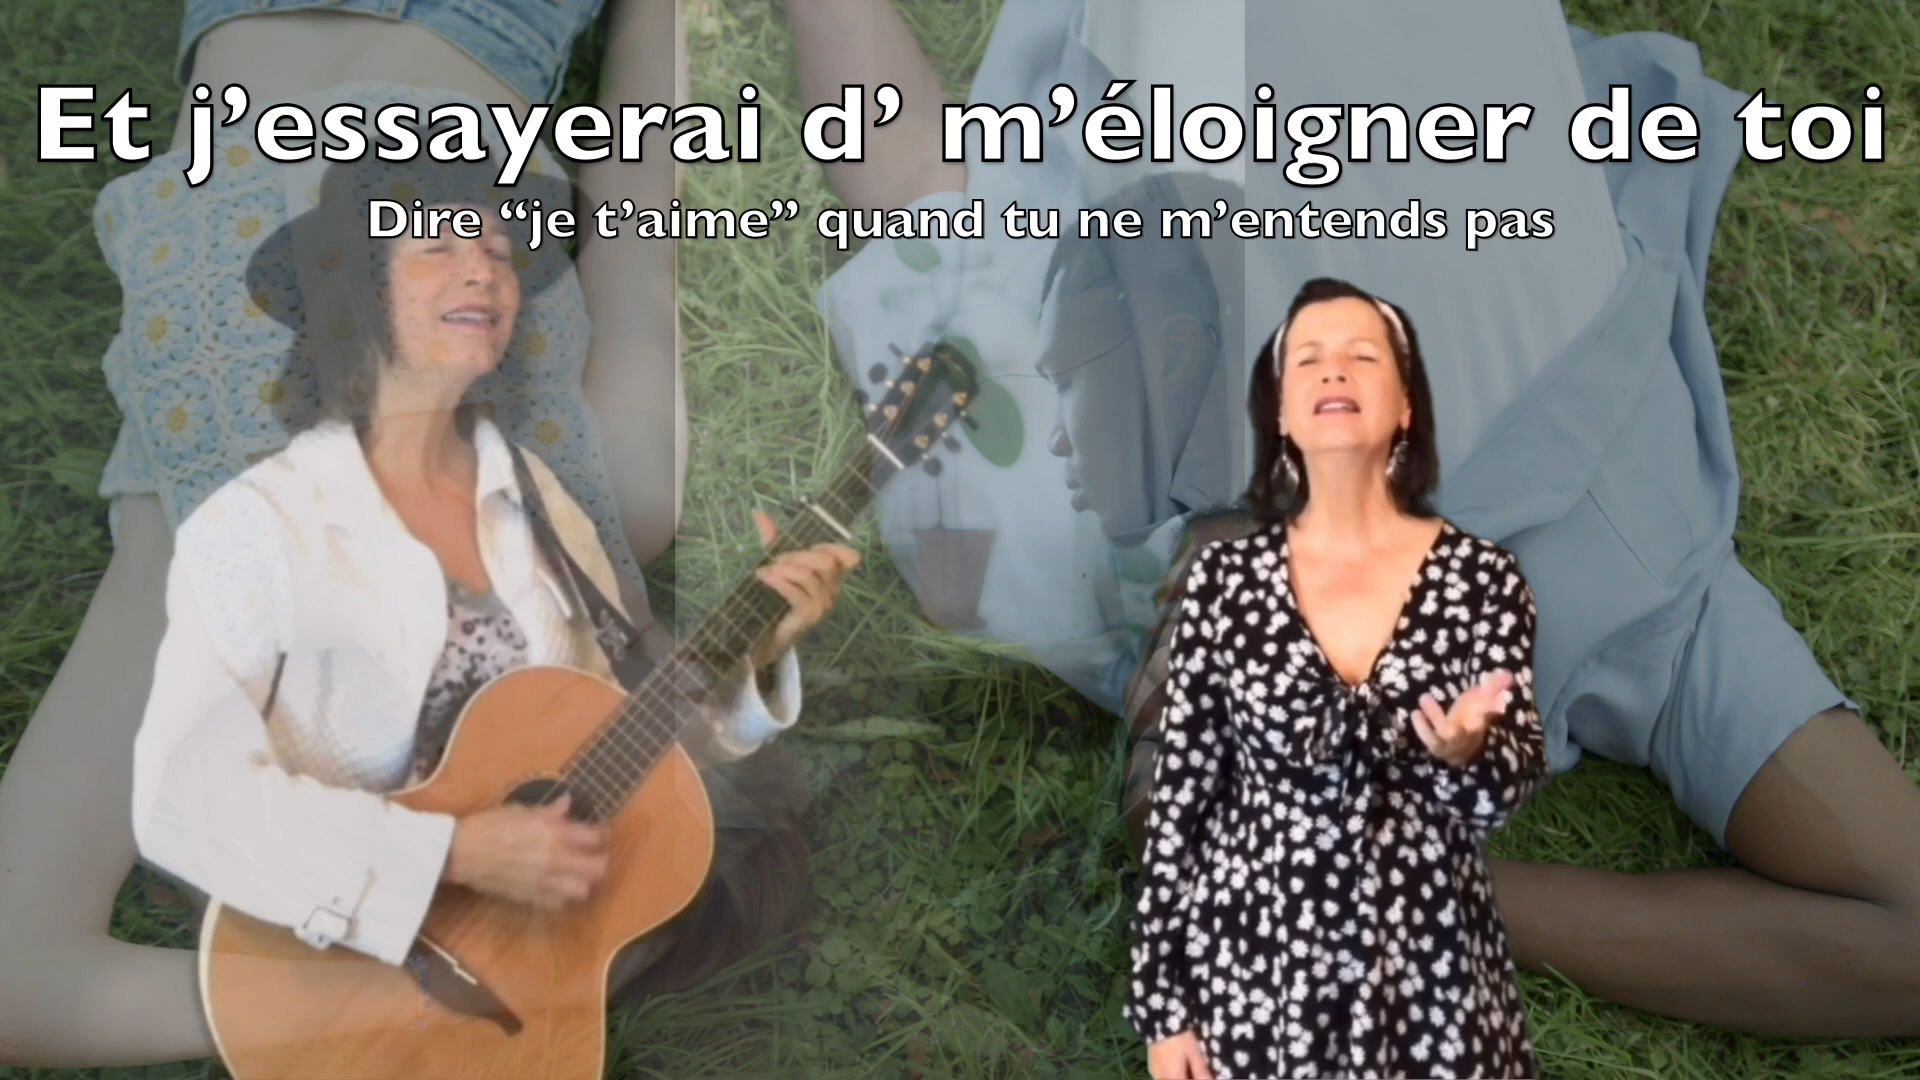 Et j’essayerai d’ m’éloigner de toi
Dire “je t’aime” quand tu ne m’entends pas